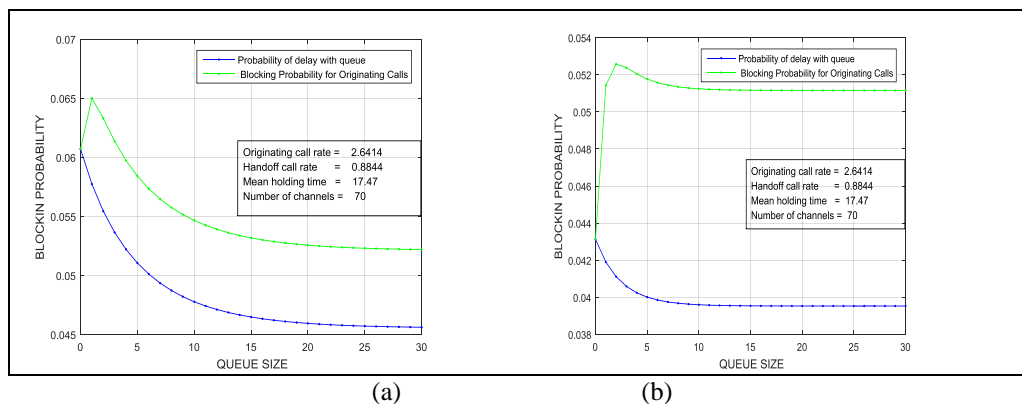 0.07
0.065
0.06
0.055
0.05
0.045
BLOCKIN PROBABILITY
Probability of delay with queue
Blocking Probability for Originating Calls
Originating call rate = 2.6414
Handoff call rate = 0.8844
Mean holding time = 17.47
Number of channels = 70
0 5 10 15 20 25 30
QUEUE SIZE
0.054
0.052
0.05
0.048
0.046
0.044
0.042
0.04
0.038
BLOCKIN PROBABILITY
Probability of delay with queue
Blocking Probability for Originating Calls
Originating call rate = 2.6414
Handoff call rate = 0.8844
Mean holding time = 17.47
Number of channels = 70
0 5 10 15 20 25 30
QUEUE SIZE
(a) (b)